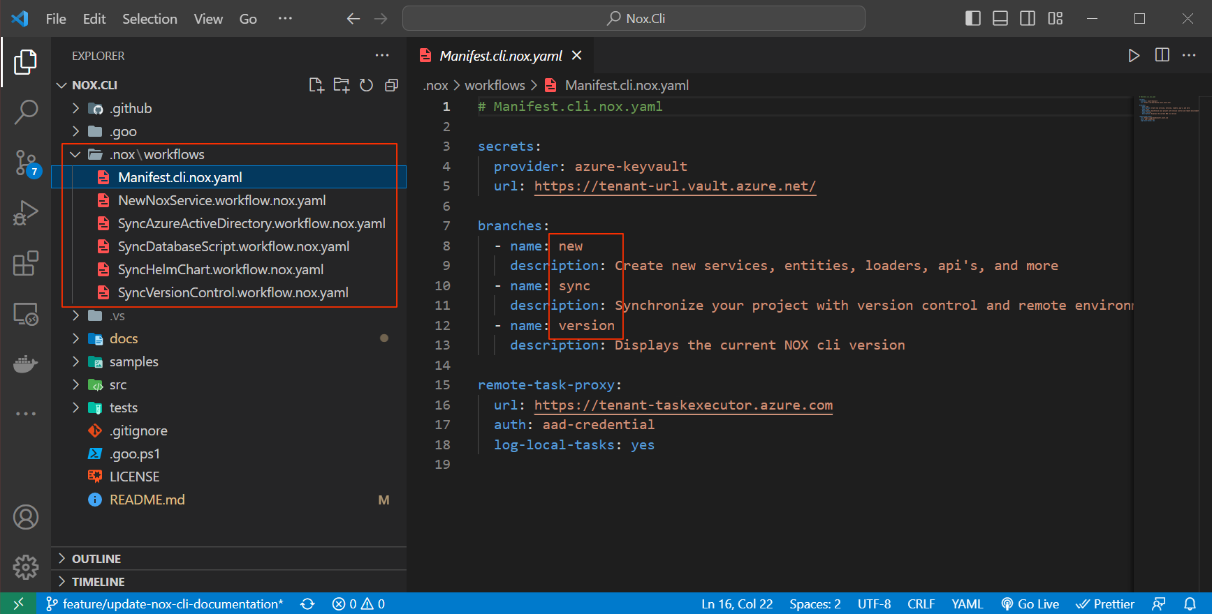 File Edit Selection View Go ··· Nox.Cli
EXPLORER ···
NOX.CLI
.github
.goo
.nox\workflows
Manifest.cli.nox.yaml
NewNoxService.workflow.nox.yaml
SyncAzureActiveDirectory.workflow.nox.yaml
SyncDatabaseScript.workflow.nox.yaml
SyncHelmChart.workflow.nox.yaml
SyncVersionControl.workflow.nox.yaml
.vs
docs
samples
src
tests
.gitignore
.goo.ps1
LICENSE
README.md M
OUTLINE
TIMELINE
7
Manifest.cli.nox.yaml
.nox > workflows > Manifest.cli.nox.yaml
1 # Manifest.cli.nox.yaml
2
3 secrets:
4 provider: azure-keyvault
5 url: https://tenant-url.vault.azure.net/
6
7 branches:
8 - name: new
9 description: Create new services, entities, loaders, api's, and more
10 - name: sync
11 description: Synchronize your project with version control and remote environ
12 - name: version
13 description: Displays the current NOX cli version
14
15 remote-task-proxy:
16 url: https://tenant-taskexecutor.azure.com
17 auth: aad-credential
18 log-local-tasks: yes
19
feature/update-nox-cli-documentation* 0 0 Ln 16, Col 22 Spaces: 2 UTF-8 CRLF YAML Go Live Prettier